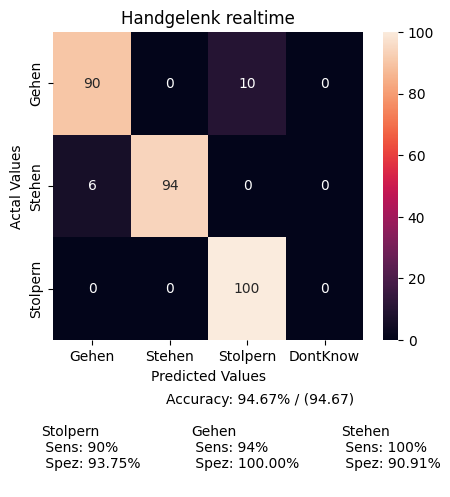 Handgelenk realtime
Actal Values
Gehen
Stehen
Stolpern
90 0 10 0
6 94 0 0
0 0 100 0
Gehen Stehen Stolpern DontKnow
Predicted Values
100
80
60
40
20
0
Accuracy: 94.67% / (94.67)
Stolpern
Sens: 90%
Spez: 93.75%
Gehen
Sens: 94%
Spez: 100.00%
Stehen
Sens: 100%
Spez: 90.91%